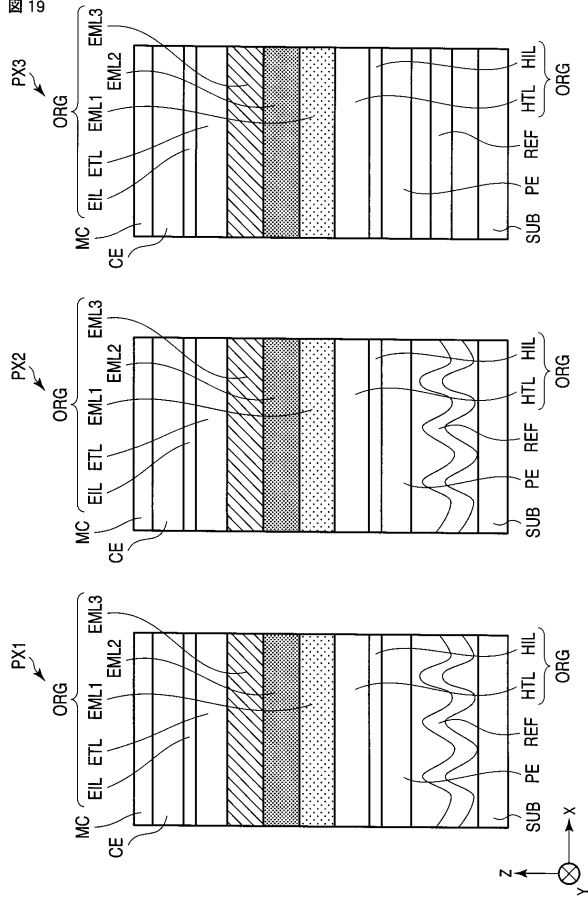 図 19
PX1
ORG
MC
CE
EIL
ETL
EML1
EML2
EML3
SUB
PE
REF
HTL
HIL
ORG
PX2
ORG
MC
CE
EIL
ETL
EML1
EML2
EML3
SUB
PE
REF
HTL
HIL
ORG
PX3
ORG
MC
CE
EIL
ETL
EML1
EML2
EML3
SUB
PE
REF
HTL
HIL
ORG
Z
Y
X